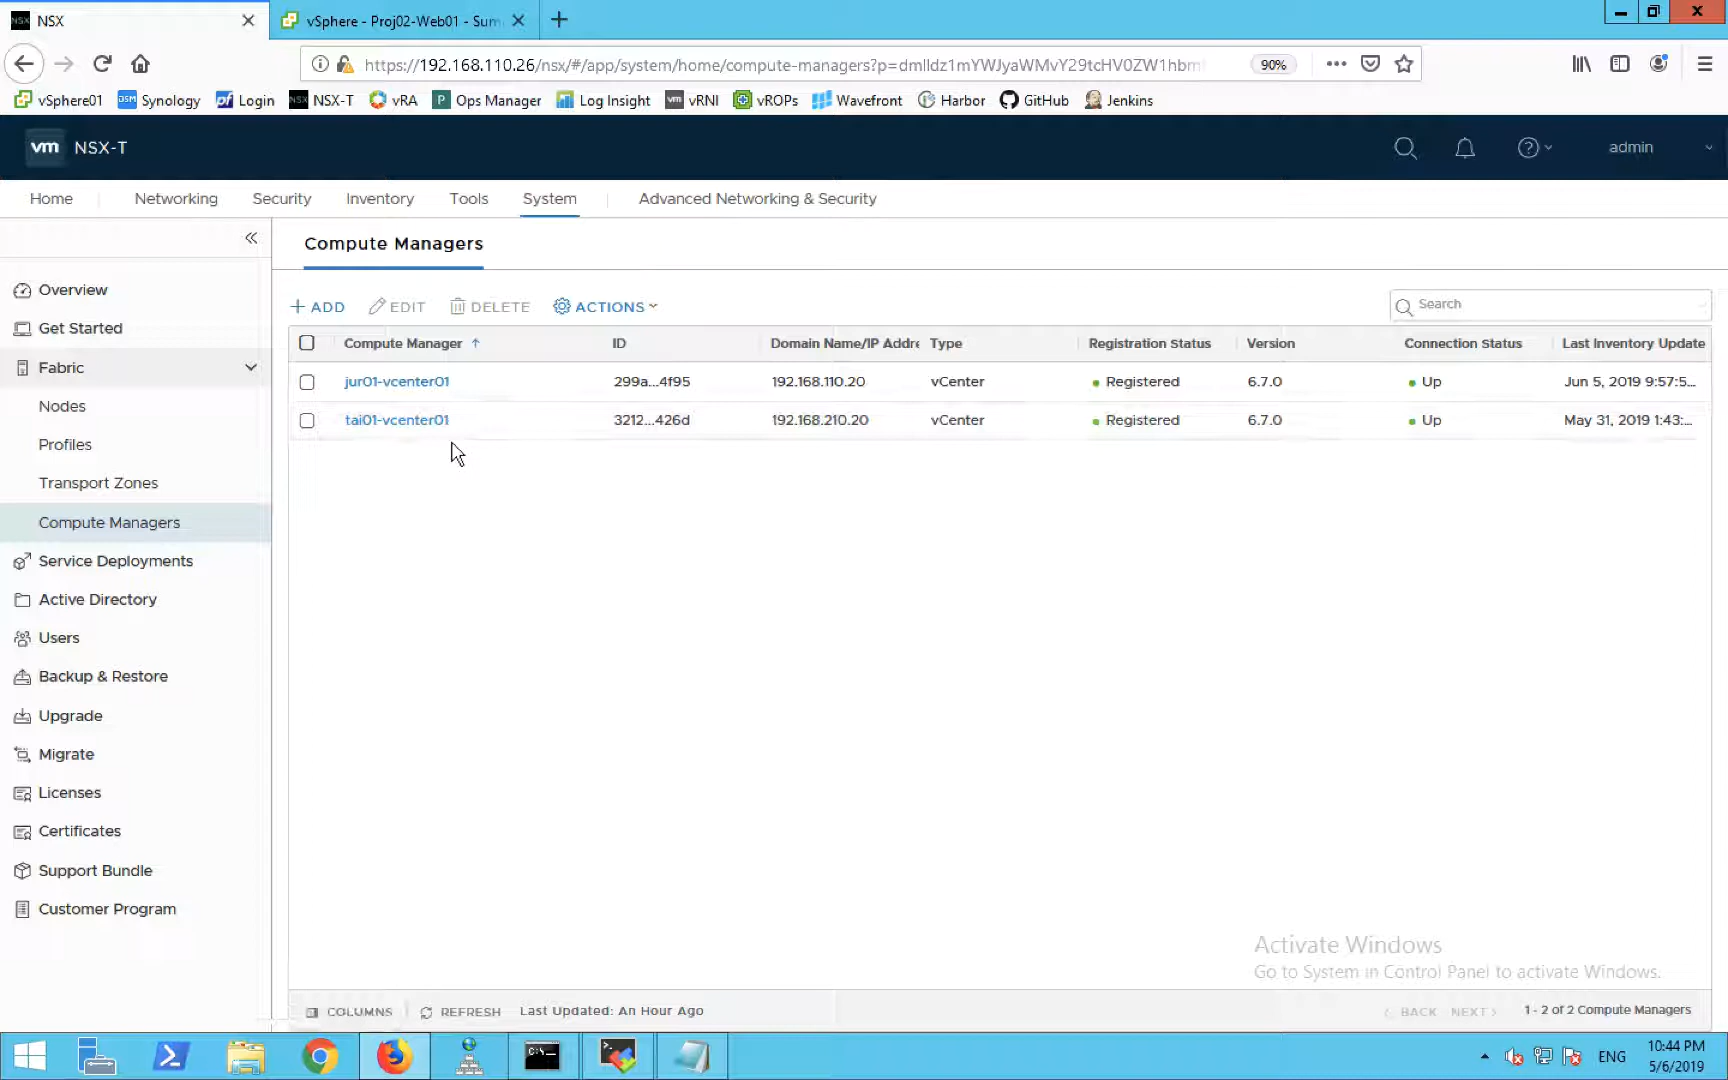 NSX
vSphere - Proj02-Web01 - Sum
https://192.168.110.26/nsx/#/app/system/home/compute-managers?p=dmlldz1mYWJyaWMvY29tcHV0ZW1hbm
90%
vSphere01
DSM Synology
pf Login
NSX NSX-T
vRA
P Ops Manager
Log Insight
vm vRNI
vROPs
Wavefront
Harbor
GitHub
Jenkins
vm NSX-T
admin
Home
Networking
Security
Inventory
Tools
System
Advanced Networking & Security
Overview
Get Started
Fabric
Nodes
Profiles
Transport Zones
Compute Managers
Service Deployments
Active Directory
Users
Backup & Restore
Upgrade
Migrate
Licenses
Certificates
Support Bundle
Customer Program
Compute Managers
+ ADD EDIT DELETE ACTIONS
Search
Compute Manager ID Domain Name/IP Addre Type Registration Status Version Connection Status Last Inventory Update
jur01-vcenter01 299a...4f95 192.168.110.20 vCenter Registered 6.7.0 Up Jun 5, 2019 9:57:5...
tai01-vcenter01 3212...426d 192.168.210.20 vCenter Registered 6.7.0 Up May 31, 2019 1:43:...
Activate Windows
Go to System in Control Panel to activate Windows.
COLUMNS REFRESH Last Updated: An Hour Ago BACK NEXT 1 - 2 of 2 Compute Managers
ENG
10:44 PM
5/6/2019